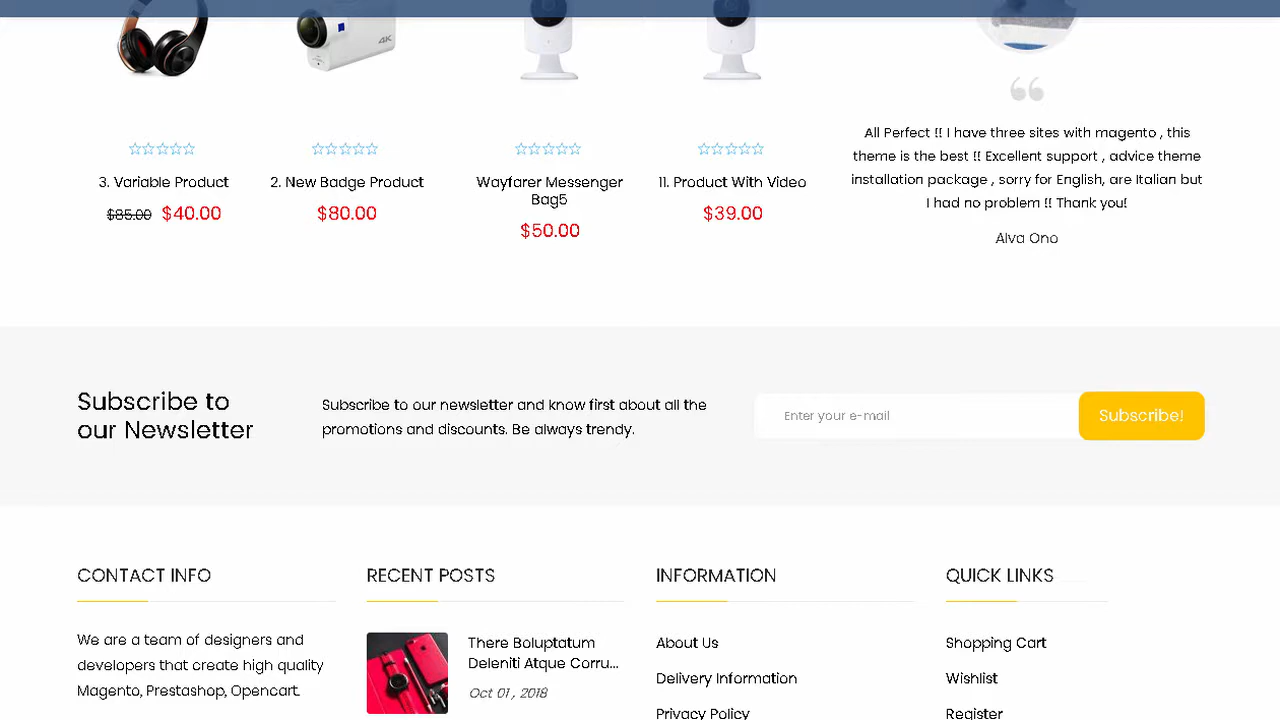 4K
3. Variable Product
$85.00 $40.00
2. New Badge Product
$80.00
Wayfarer Messenger
Bag5
$50.00
11. Product With Video
$39.00
All Perfect !! I have three sites with magento , this
theme is the best !! Excellent support , advice theme
installation package , sorry for English, are Italian but
I had no problem !! Thank you!
Alva Ono
Subscribe to
our Newsletter
Subscribe to our newsletter and know first about all the
promotions and discounts. Be always trendy.
Enter your e-mail
Subscribe!
CONTACT INFO
We are a team of designers and
developers that create high quality
Magento, Prestashop, Opencart.
RECENT POSTS
There Boluptatum
Deleniti Atque Corru...
Oct 01 , 2018
INFORMATION
About Us
Delivery Information
Privacy Policy
QUICK LINKS
Shopping Cart
Wishlist
Register